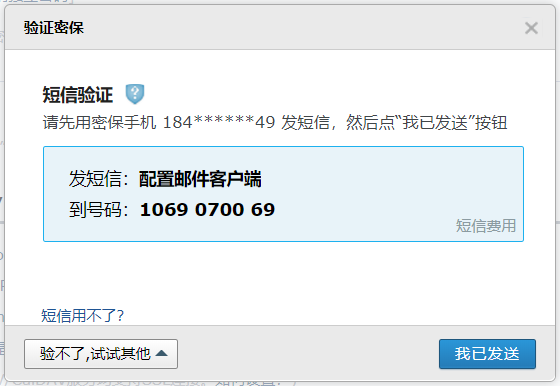 验证密保
短信验证
请先用密保手机 184******49 发短信，然后点“我已发送”按钮
发短信：配置邮件客户端
到号码：1069 0700 69
短信费用
短信用不了?
验不了,试试其他
我已发送